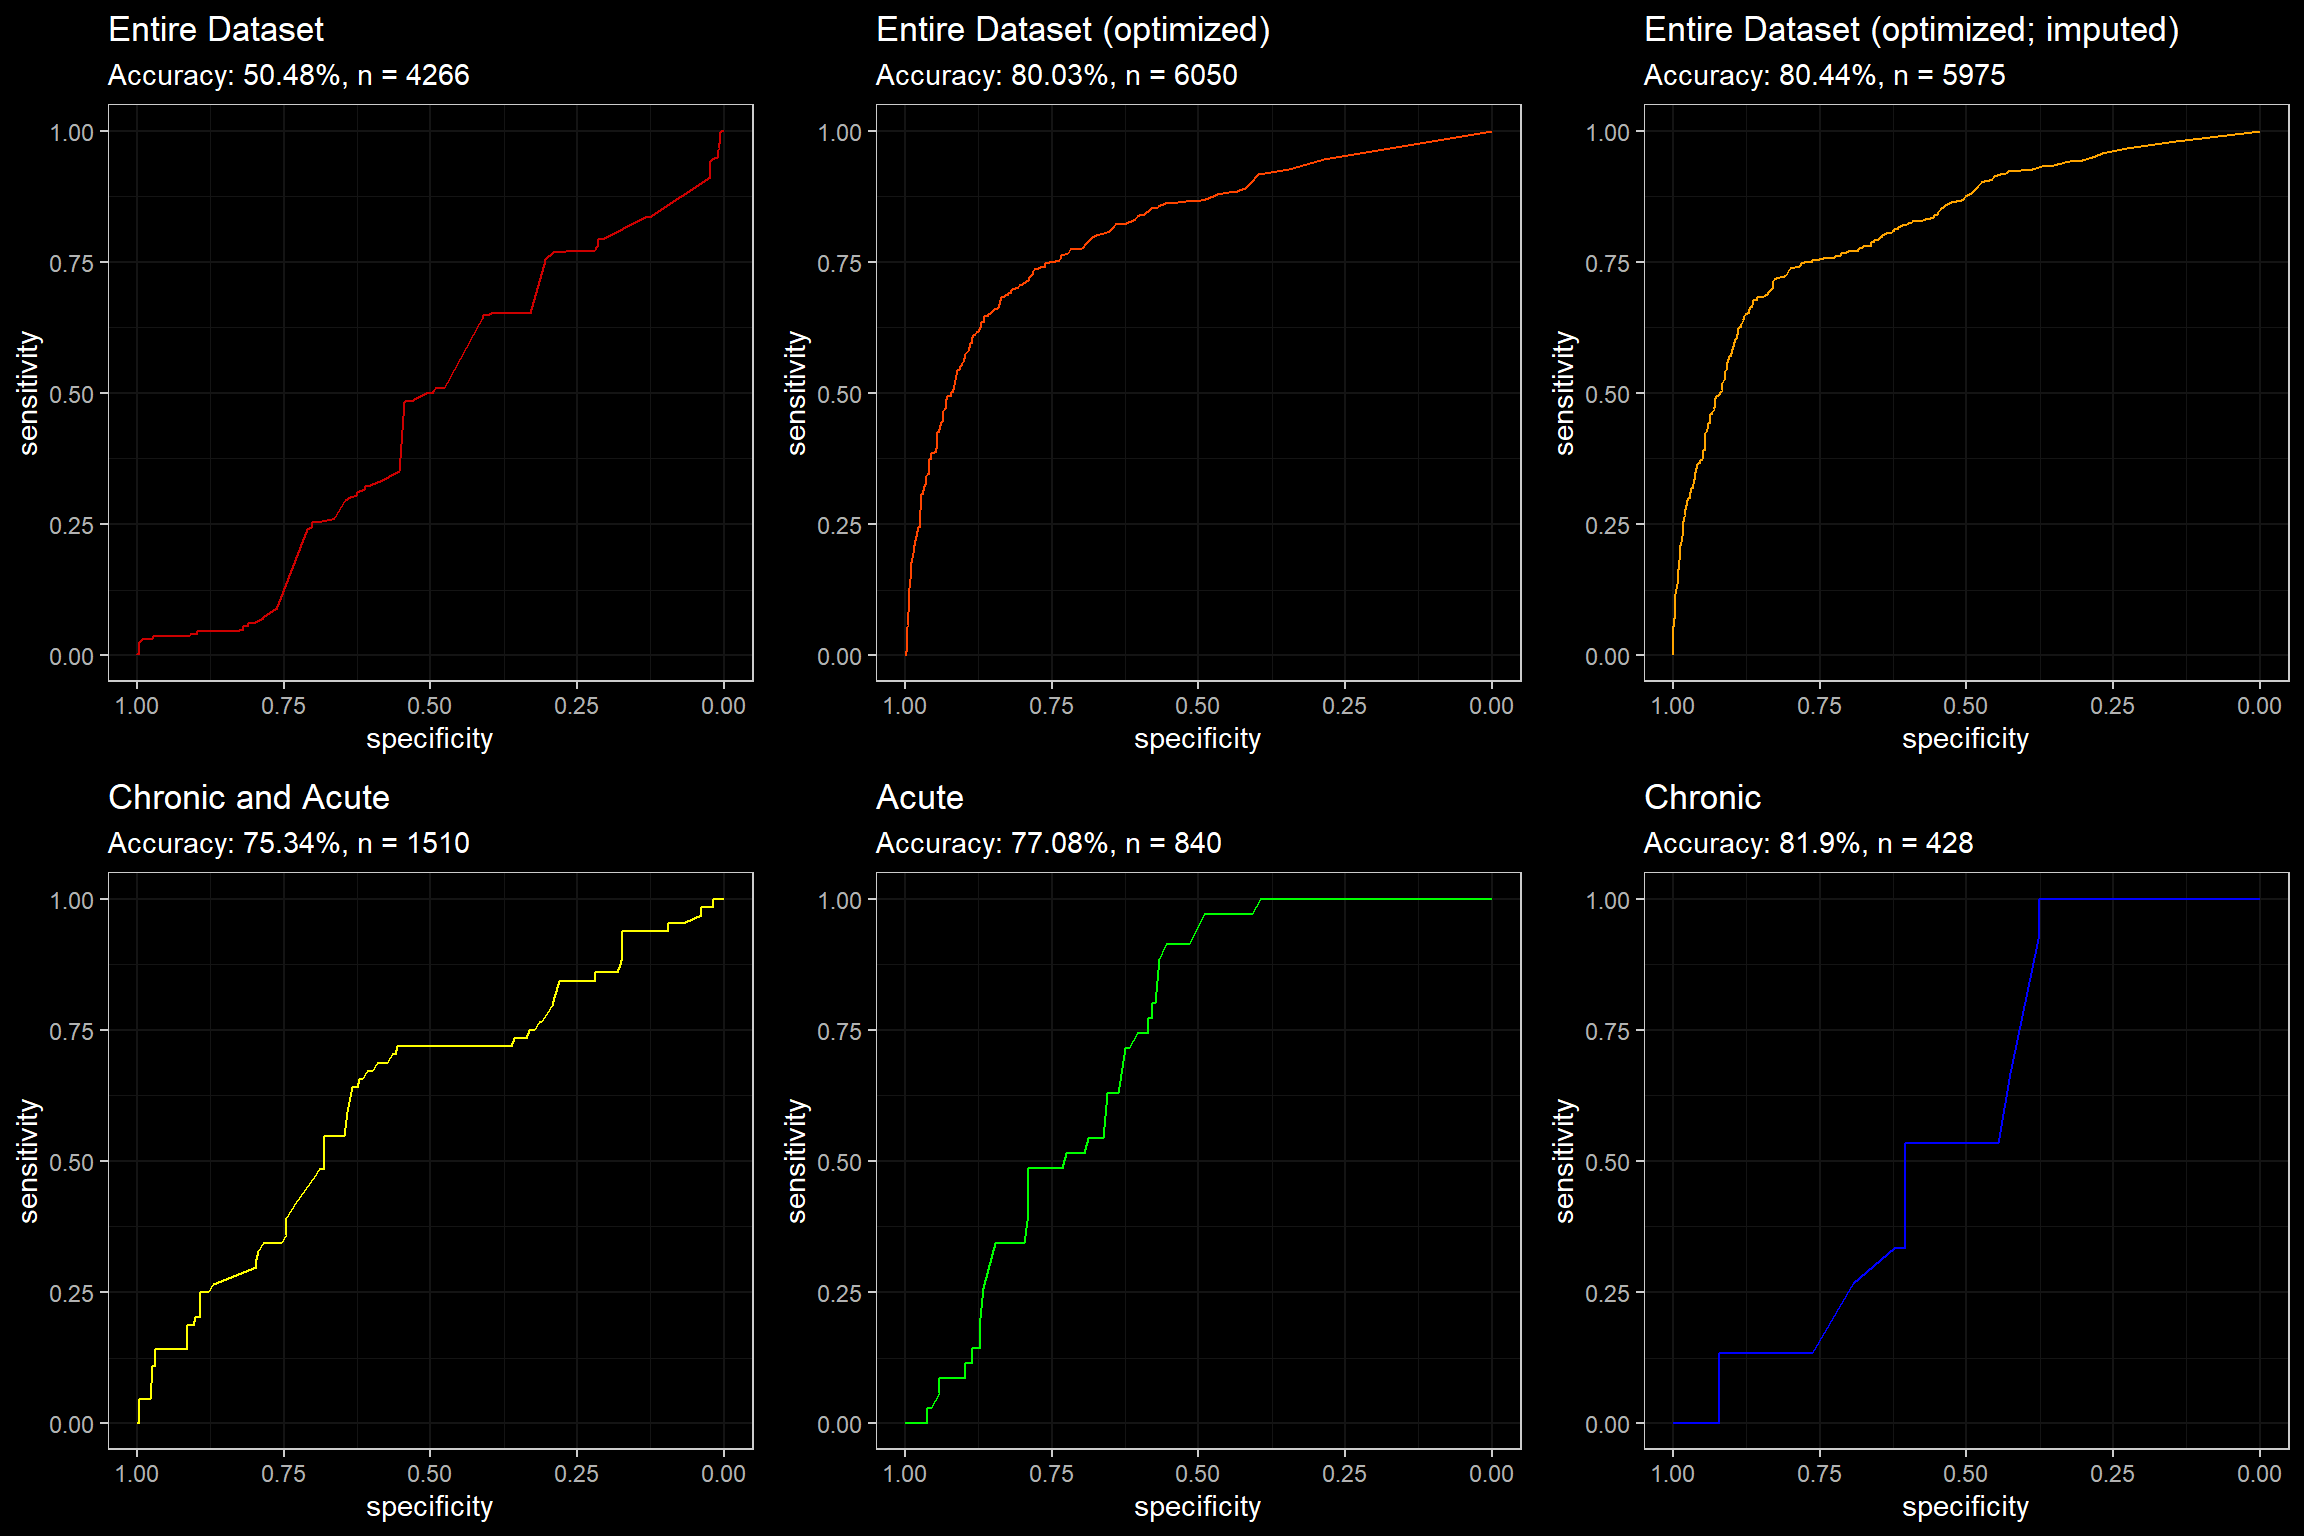 Entire Dataset
Accuracy: 50.48%, n = 4266
1.00
0.75
0.50
0.25
0.00
sensitivity
1.00 0.75 0.50 0.25 0.00
specificity
Entire Dataset (optimized)
Accuracy: 80.03%, n = 6050
1.00
0.75
0.50
0.25
0.00
sensitivity
1.00 0.75 0.50 0.25 0.00
specificity
Entire Dataset (optimized; imputed)
Accuracy: 80.44%, n = 5975
1.00
0.75
0.50
0.25
0.00
sensitivity
1.00 0.75 0.50 0.25 0.00
specificity
Chronic and Acute
Accuracy: 75.34%, n = 1510
1.00
0.75
0.50
0.25
0.00
sensitivity
1.00 0.75 0.50 0.25 0.00
specificity
Acute
Accuracy: 77.08%, n = 840
1.00
0.75
0.50
0.25
0.00
sensitivity
1.00 0.75 0.50 0.25 0.00
specificity
Chronic
Accuracy: 81.9%, n = 428
1.00
0.75
0.50
0.25
0.00
sensitivity
1.00 0.75 0.50 0.25 0.00
specificity